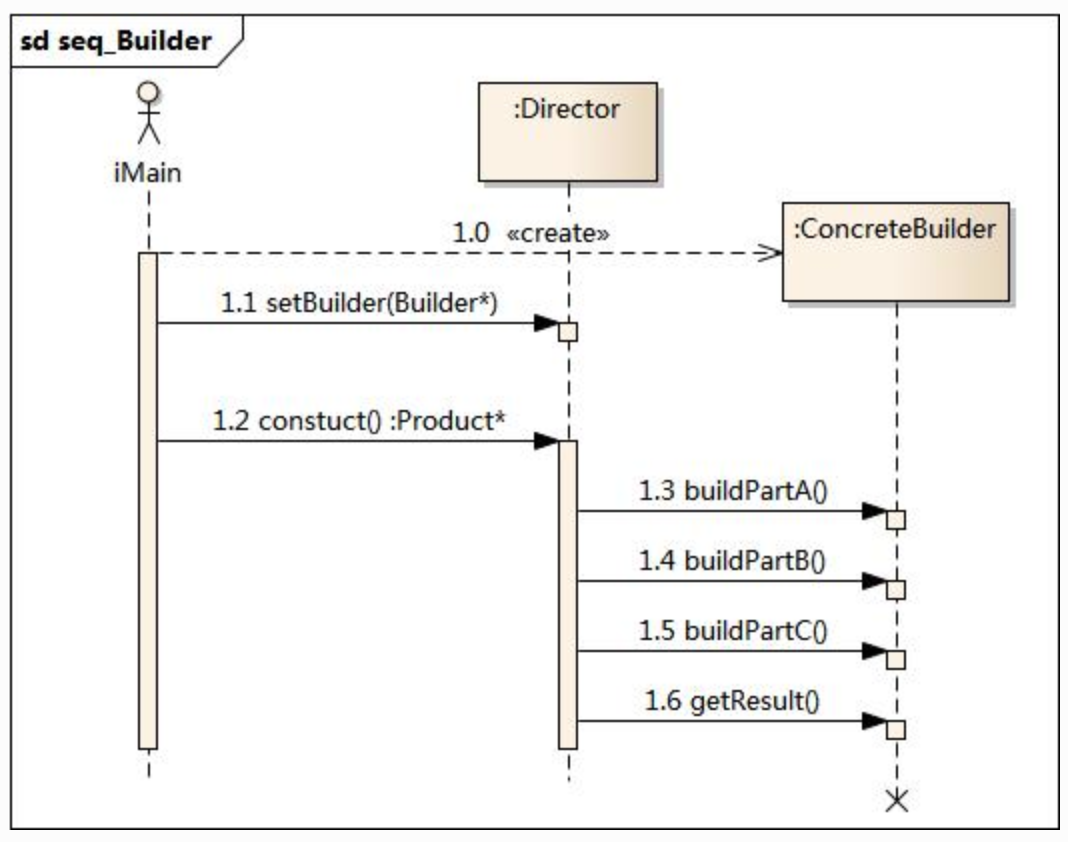 sd seq_Builder
iMain
:Director
:ConcreteBuilder
1.0 «create»
1.1 setBuilder(Builder*)
1.2 constuct() :Product*
1.3 buildPartA()
1.4 buildPartB()
1.5 buildPartC()
1.6 getResult()